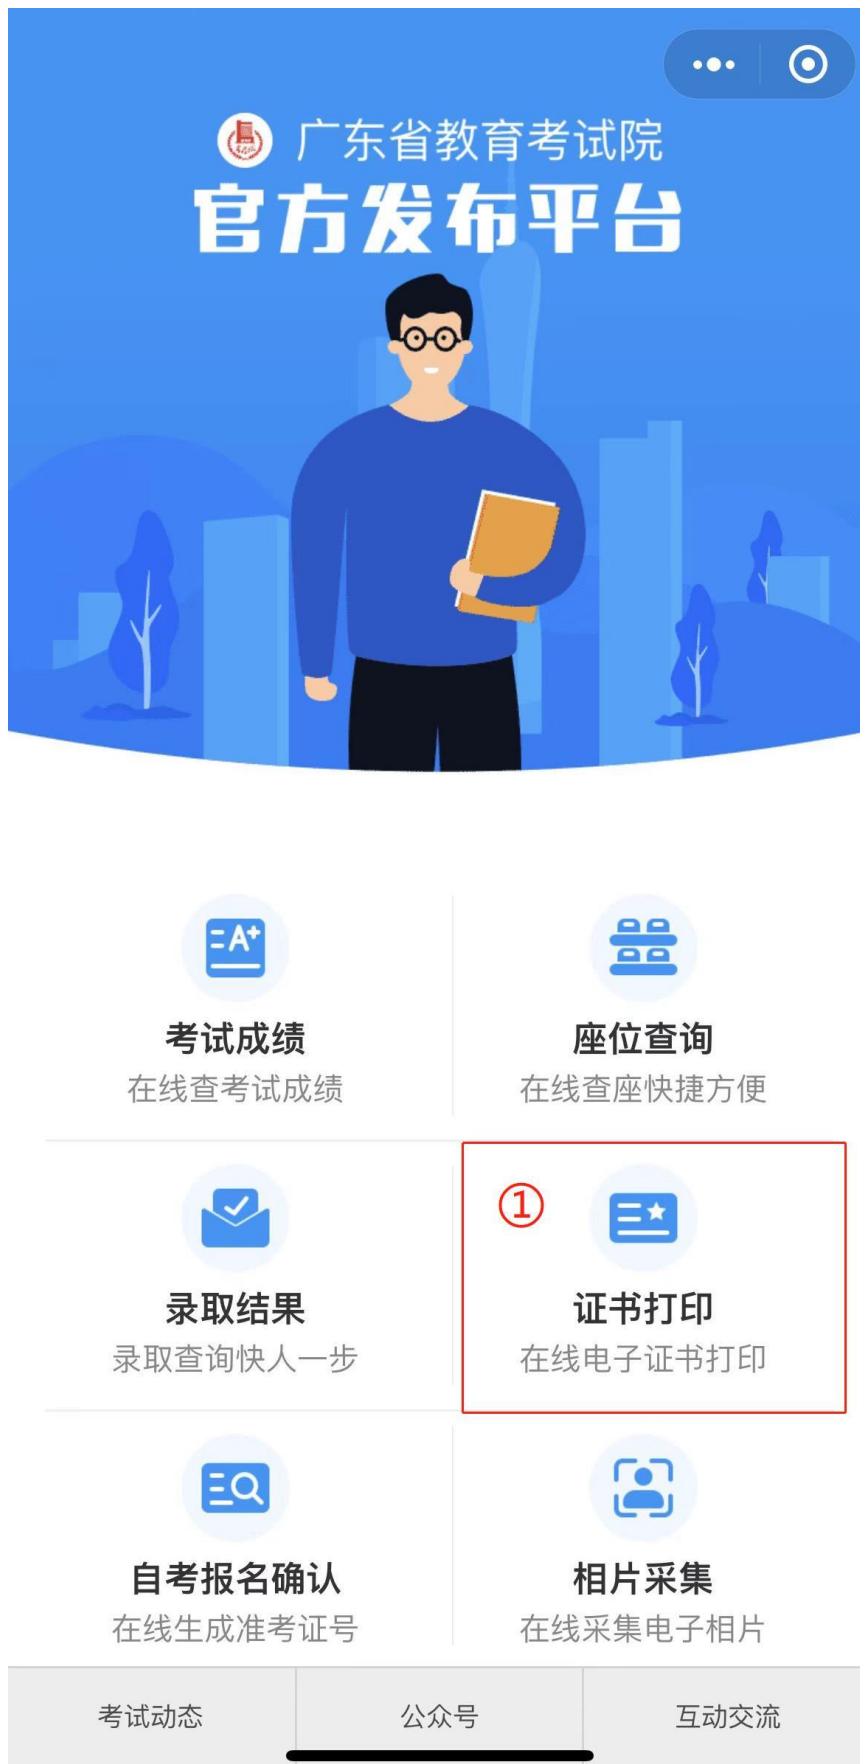 广东省教育考试院
官方发布平台
考试成绩
在线查考试成绩
座位查询
在线查座快捷方便
录取结果
录取查询快人一步
①
证书打印
在线电子证书打印
自考报名确认
在线生成准考证号
相片采集
在线采集电子相片
考试动态
公众号
互动交流